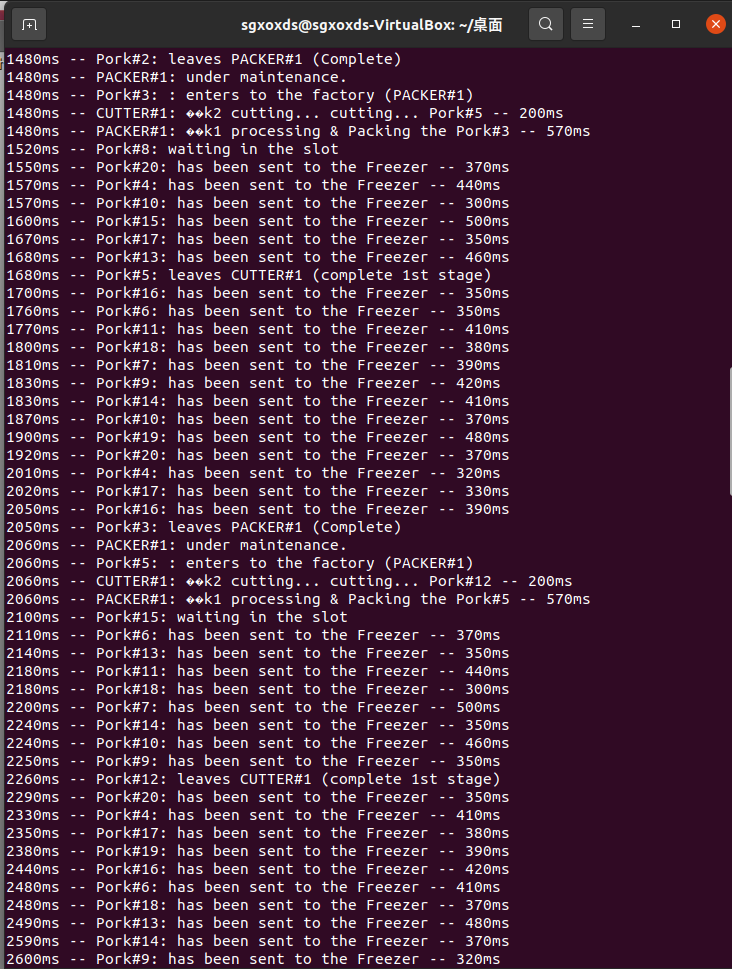 sgxoxds@sgxoxds-VirtualBox: ~/桌面
1480ms -- Pork#2: leaves PACKER#1 (Complete)
1480ms -- PACKER#1: under maintenance.
1480ms -- Pork#3: : enters to the factory (PACKER#1)
1480ms -- CUTTER#1: ��k2 cutting... cutting... Pork#5 -- 200ms
1480ms -- PACKER#1: ��k1 processing & Packing the Pork#3 -- 570ms
1520ms -- Pork#8: waiting in the slot
1550ms -- Pork#20: has been sent to the Freezer -- 370ms
1570ms -- Pork#4: has been sent to the Freezer -- 440ms
1570ms -- Pork#10: has been sent to the Freezer -- 300ms
1600ms -- Pork#15: has been sent to the Freezer -- 500ms
1670ms -- Pork#17: has been sent to the Freezer -- 350ms
1680ms -- Pork#13: has been sent to the Freezer -- 460ms
1680ms -- Pork#5: leaves CUTTER#1 (complete 1st stage)
1700ms -- Pork#16: has been sent to the Freezer -- 350ms
1760ms -- Pork#6: has been sent to the Freezer -- 350ms
1770ms -- Pork#11: has been sent to the Freezer -- 410ms
1800ms -- Pork#18: has been sent to the Freezer -- 380ms
1810ms -- Pork#7: has been sent to the Freezer -- 390ms
1830ms -- Pork#9: has been sent to the Freezer -- 420ms
1830ms -- Pork#14: has been sent to the Freezer -- 410ms
1870ms -- Pork#10: has been sent to the Freezer -- 370ms
1900ms -- Pork#19: has been sent to the Freezer -- 480ms
1920ms -- Pork#20: has been sent to the Freezer -- 370ms
2010ms -- Pork#4: has been sent to the Freezer -- 320ms
2020ms -- Pork#17: has been sent to the Freezer -- 330ms
2050ms -- Pork#16: has been sent to the Freezer -- 390ms
2050ms -- Pork#3: leaves PACKER#1 (Complete)
2060ms -- PACKER#1: under maintenance.
2060ms -- Pork#5: : enters to the factory (PACKER#1)
2060ms -- CUTTER#1: ��k2 cutting... cutting... Pork#12 -- 200ms
2060ms -- PACKER#1: ��k1 processing & Packing the Pork#5 -- 570ms
2100ms -- Pork#15: waiting in the slot
2110ms -- Pork#6: has been sent to the Freezer -- 370ms
2140ms -- Pork#13: has been sent to the Freezer -- 350ms
2180ms -- Pork#11: has been sent to the Freezer -- 440ms
2180ms -- Pork#18: has been sent to the Freezer -- 300ms
2200ms -- Pork#7: has been sent to the Freezer -- 500ms
2240ms -- Pork#14: has been sent to the Freezer -- 350ms
2240ms -- Pork#10: has been sent to the Freezer -- 460ms
2250ms -- Pork#9: has been sent to the Freezer -- 350ms
2260ms -- Pork#12: leaves CUTTER#1 (complete 1st stage)
2290ms -- Pork#20: has been sent to the Freezer -- 350ms
2330ms -- Pork#4: has been sent to the Freezer -- 410ms
2350ms -- Pork#17: has been sent to the Freezer -- 380ms
2380ms -- Pork#19: has been sent to the Freezer -- 390ms
2440ms -- Pork#16: has been sent to the Freezer -- 420ms
2480ms -- Pork#6: has been sent to the Freezer -- 410ms
2480ms -- Pork#18: has been sent to the Freezer -- 370ms
2490ms -- Pork#13: has been sent to the Freezer -- 480ms
2590ms -- Pork#14: has been sent to the Freezer -- 370ms
2600ms -- Pork#9: has been sent to the Freezer -- 320ms